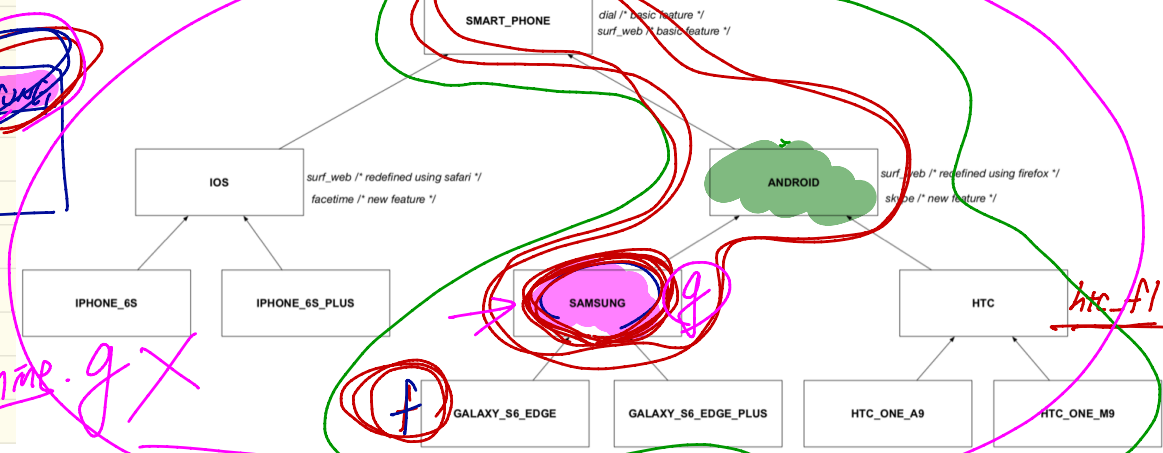 SMART_PHONE
dial /* basic feature */
surf_web /* basic feature */
IOS
surf_web /* redefined using safari */
facetime /* new feature */
ANDROID
surf_web /* redefined using firefox */
skype /* new feature */
IPHONE_6S
IPHONE_6S_PLUS
SAMSUNG
g
HTC
htc_f1
.g
f
GALAXY_S6_EDGE
GALAXY_S6_EDGE_PLUS
HTC_ONE_A9
HTC_ONE_M9